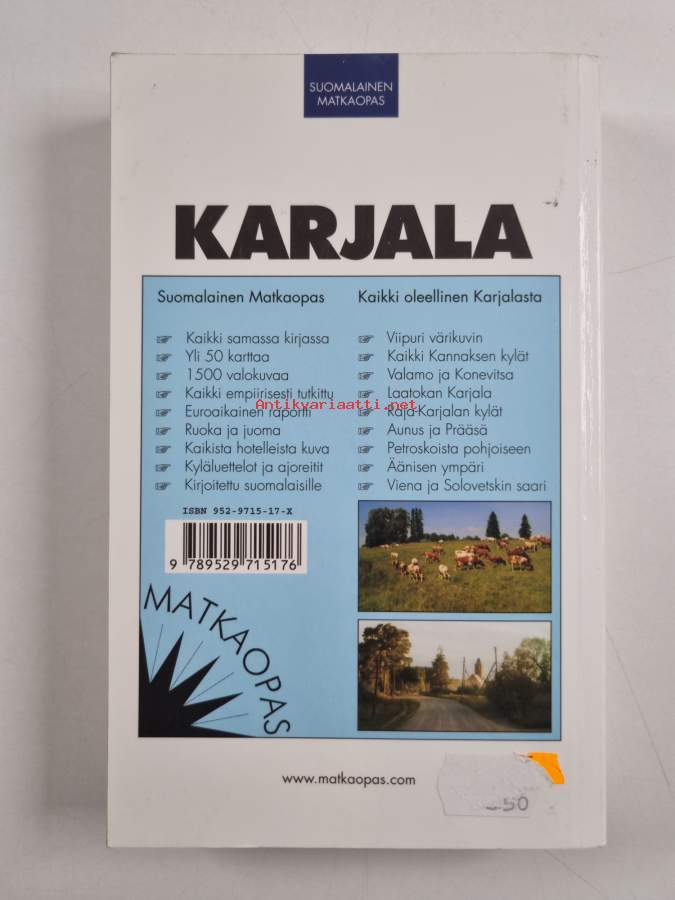 SUOMALAINEN
MATKAOPAS
KARJALA
Suomalainen Matkaopas
Kaikki samassa kirjassa
Yli 50 karttaa
1500 valokuvaa
Kaikki empiirisesti tutkittu
Euroaikainen raportti
Ruoka ja juoma
Kaikista hotelleista kuva
Kyläluettelot ja ajoreitit
Kirjoitettu suomalaisille
Kaikki oleellinen Karjalasta
Viipuri värikuvin
Kaikki Kannaksen kylät
Valamo ja Konevitsa
Laatokan Karjala
Raja-Karjalan kylät
Aunus ja Prääsä
Petroskoista pohjoiseen
Äänisen ympäri
Viena ja Solovetskin saari
Antikvariaatti.net
ISBN 952-9715-17-X
9 789529 715176
MATKAOPAS
www.matkaopas.com
50